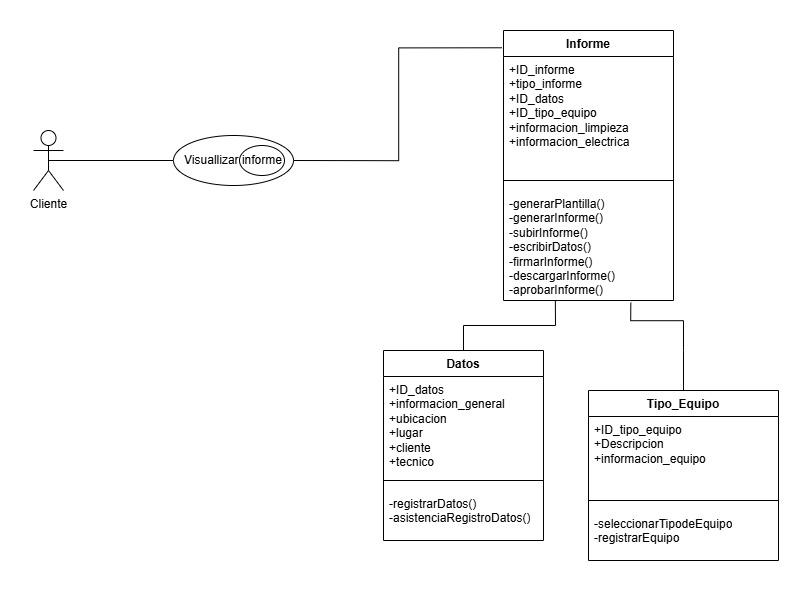 Informe
+ID_informe
+tipo_informe
+ID_datos
+ID_tipo_equipo
+informacion_limpieza
+informacion_electrica
-generarPlantilla()
-generarInforme()
-subirInforme()
-escribirDatos()
-firmarInforme()
-descargarInforme()
-aprobarInforme()
Visuallizar informe
Cliente
Datos
+ID_datos
+informacion_general
+ubicacion
+lugar
+cliente
+tecnico
-registrarDatos()
-asistenciaRegistroDatos()
Tipo_Equipo
+ID_tipo_equipo
+Descripcion
+informacion_equipo
-seleccionarTipodeEquipo
-registrarEquipo